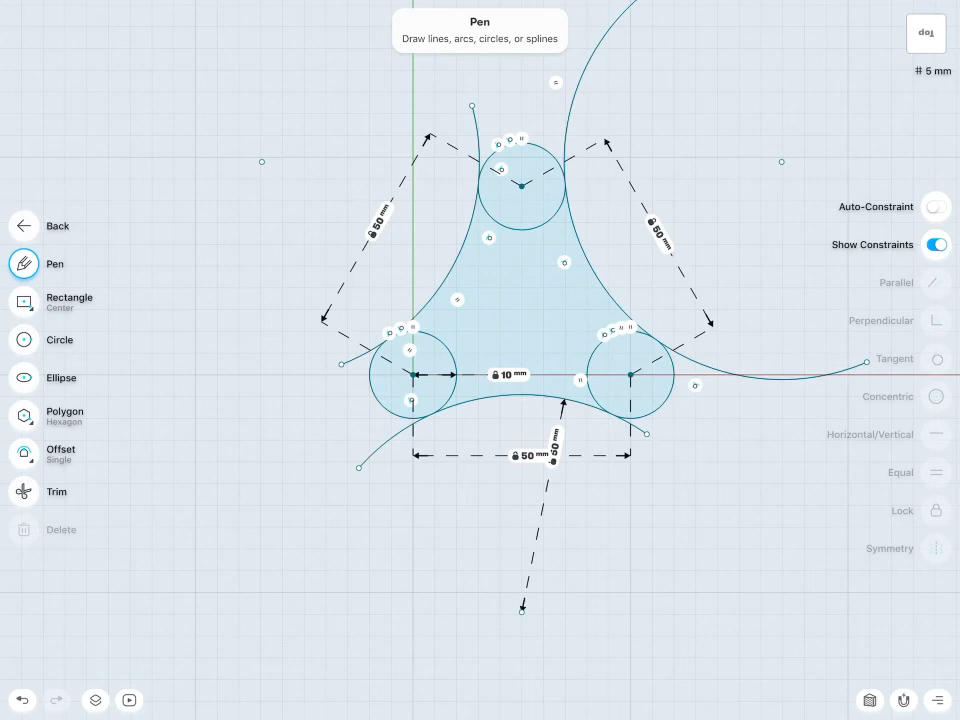 Pen
Draw lines, arcs, circles, or splines
Top
5 mm
Back
Pen
Rectangle
Center
Circle
Ellipse
Polygon
Hexagon
Offset
Single
Trim
Delete
Auto-Constraint
Show Constraints
Parallel
Perpendicular
Tangent
Concentric
Horizontal/Vertical
Equal
Lock
Symmetry
50 mm
50 mm
10 mm
50 mm
50 mm